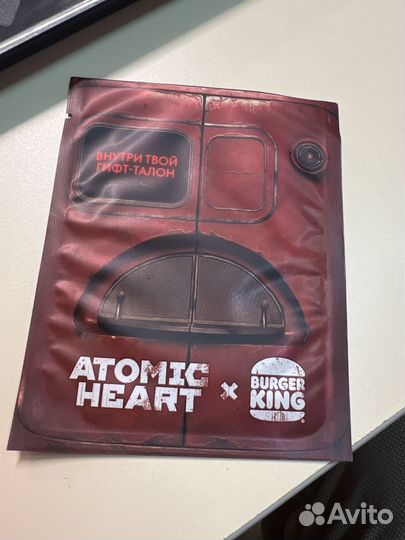 ВНУТРИ ТВОЙ
ГИФТ-ТАЛОН
ATOMIC
HEART
×
BURGER
KING
®
Avito